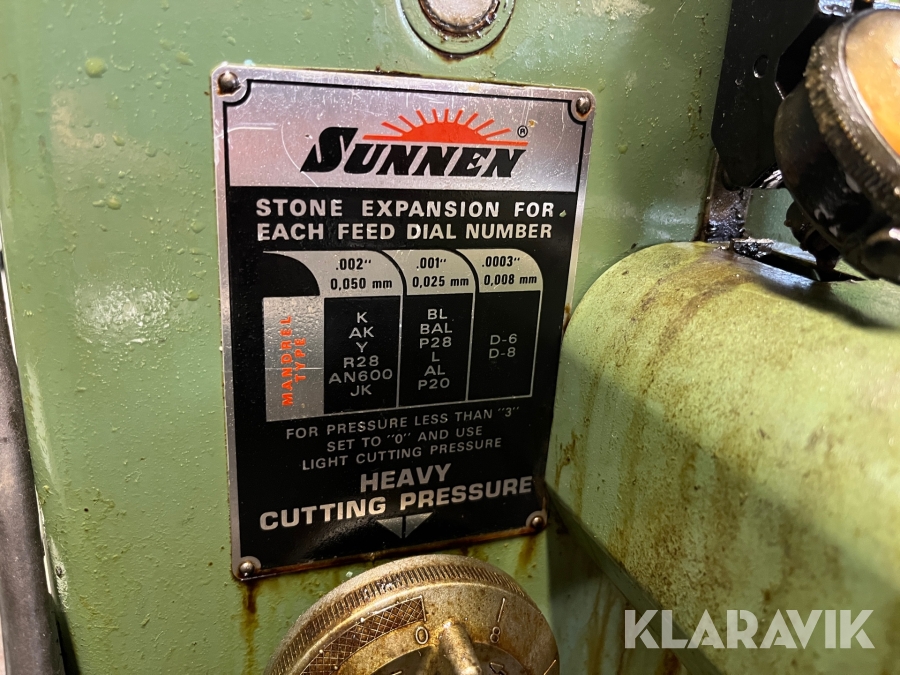 SUNNEN ®
STONE EXPANSION FOR
EACH FEED DIAL NUMBER
.002" .001" .0003"
0,050 mm 0,025 mm 0,008 mm
MANDREL
TYPE
K
AK
Y
R28
AN600
JK
BL
BAL
P28
L
AL
P20
D-6
D-8
FOR PRESSURE LESS THAN "3"
SET TO "0" AND USE
LIGHT CUTTING PRESSURE
HEAVY
CUTTING PRESSURE
0 8
KLARAVIK